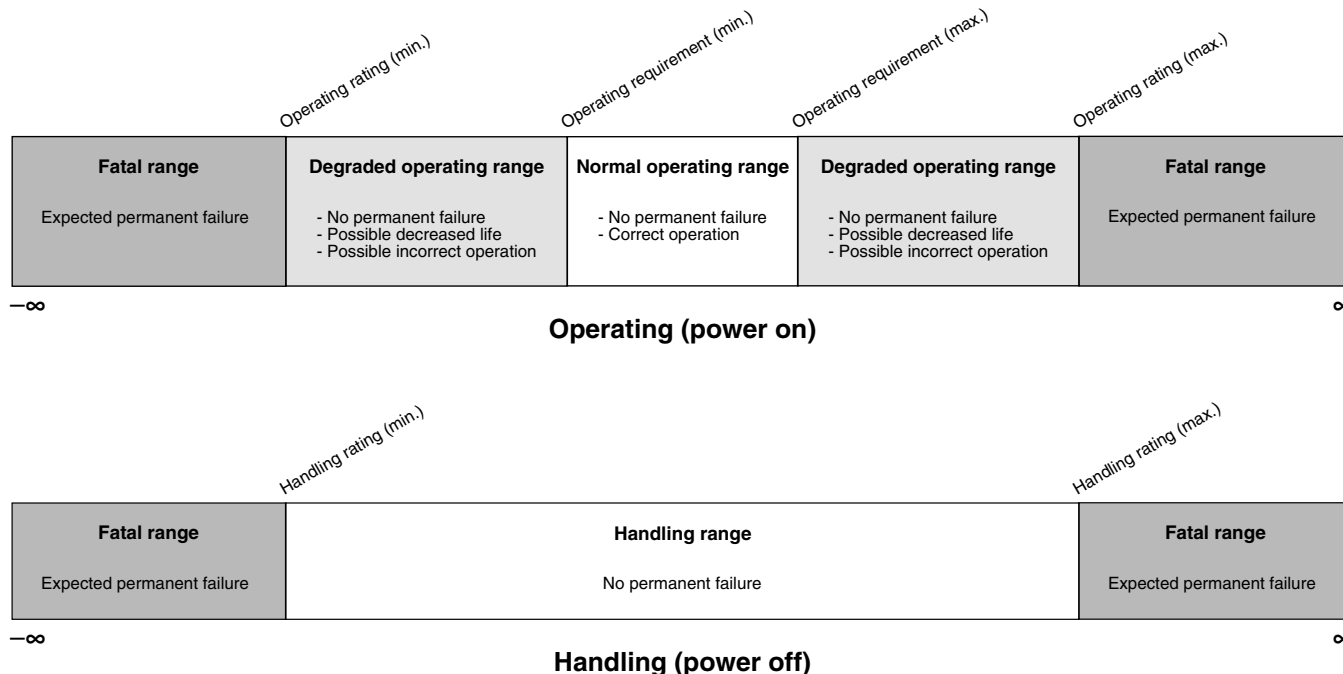 Operating rating (min.)
Operating requirement (min.)
Operating requirement (max.)
Operating rating (max.)
Fatal range
Expected permanent failure
Degraded operating range
- No permanent failure
- Possible decreased life
- Possible incorrect operation
Normal operating range
- No permanent failure
- Correct operation
Degraded operating range
- No permanent failure
- Possible decreased life
- Possible incorrect operation
Fatal range
Expected permanent failure
–∞
∞
Operating (power on)
Handling rating (min.)
Handling rating (max.)
Fatal range
Expected permanent failure
Handling range
No permanent failure
Fatal range
Expected permanent failure
–∞
∞
Handling (power off)